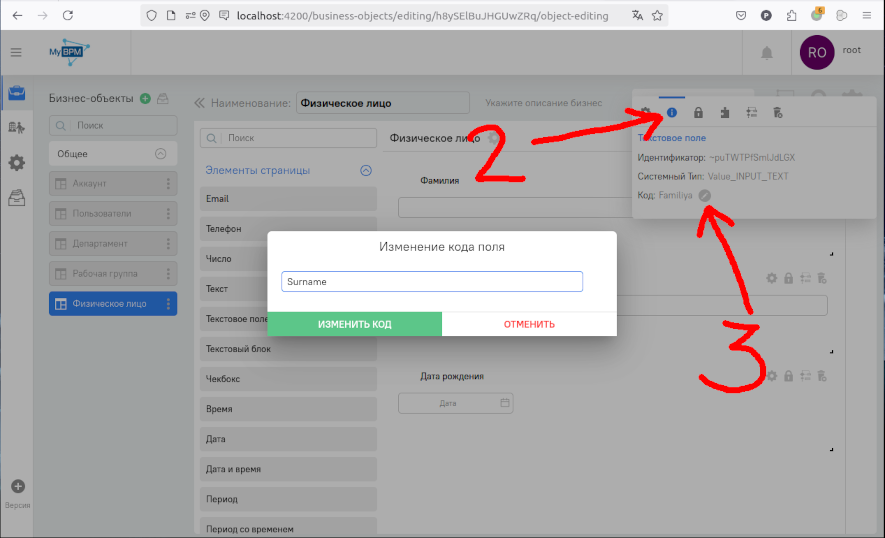 localhost:4200/business-objects/editing/h8ySElBuJHGUwZRq/object-editing
6
My BPM
RO
root
Бизнес-объекты
Наименование:
Физическое лицо
Укажите описание бизнес
Поиск
Общее
Аккаунт
Пользователи
Департамент
Рабочая группа
Физическое лицо
Версия
Поиск
Элементы страницы
Email
Телефон
Число
Текст
Текстовое поле
Текстовый блок
Чекбокс
Время
Дата
Дата и время
Период
Период со временем
Физическое лицо
2
Фамилия
Текстовое поле
Идентификатор: ~puTWTPfSmlJdLGX
Системный Тип: Value_INPUT_TEXT
Код: Familiya
3
Изменение кода поля
Surname
ИЗМЕНИТЬ КОД
ОТМЕНИТЬ
Дата рождения
Дата